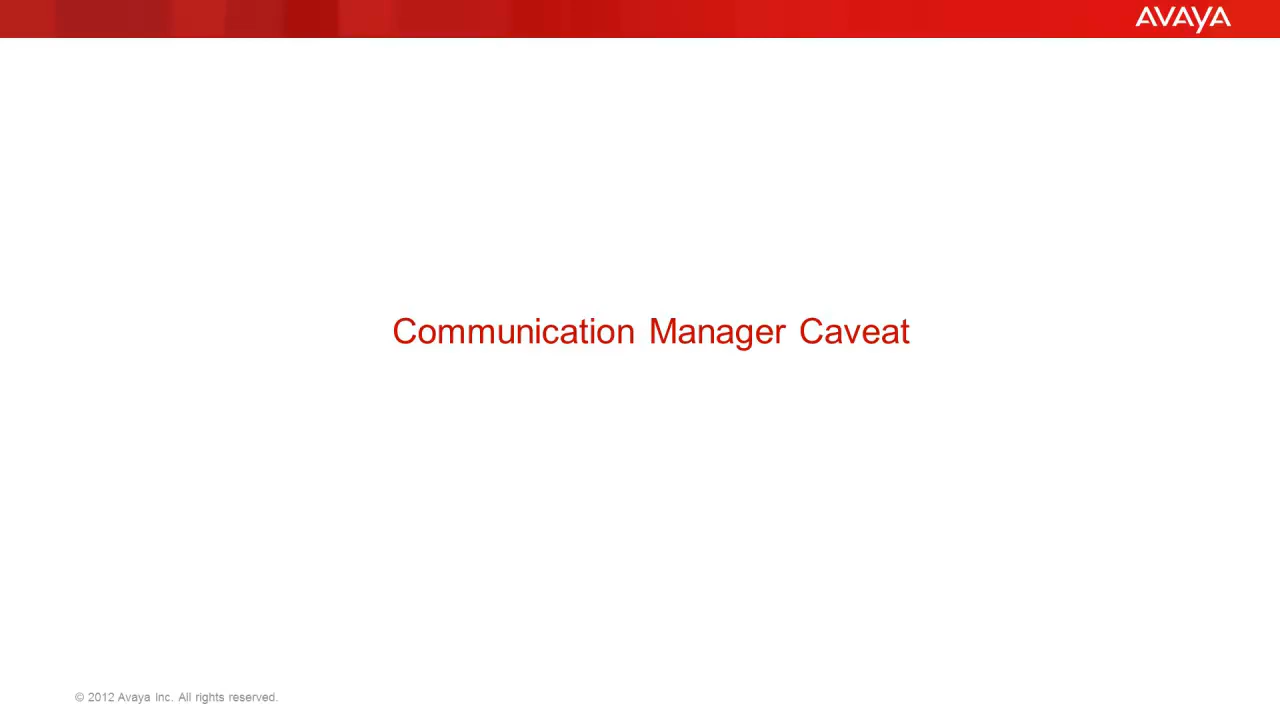 AVAYA
Communication Manager Caveat
© 2012 Avaya Inc. All rights reserved.